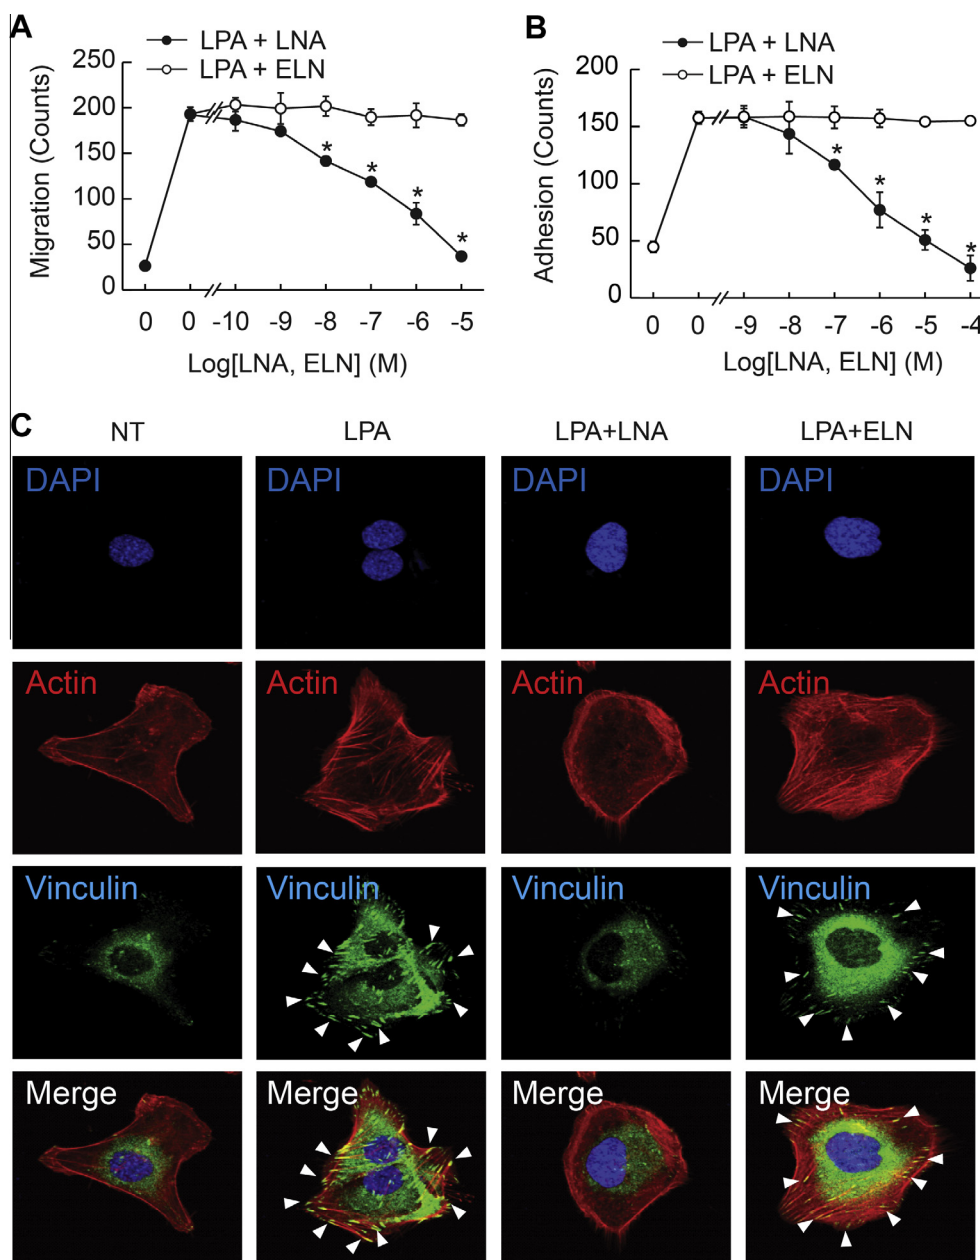 A
LPA + LNA
LPA + ELN
Migration (Counts)
250
200
150
100
50
0
0 0 -10 -9 -8 -7 -6 -5
* * * *
Log[LNA, ELN] (M)
B
LPA + LNA
LPA + ELN
Adhesion (Counts)
200
150
100
50
0
0 0 -9 -8 -7 -6 -5 -4
* * * *
Log[LNA, ELN] (M)
C
NT LPA LPA+LNA LPA+ELN
DAPI DAPI DAPI DAPI
Actin Actin Actin Actin
Vinculin Vinculin Vinculin Vinculin
Merge Merge Merge Merge